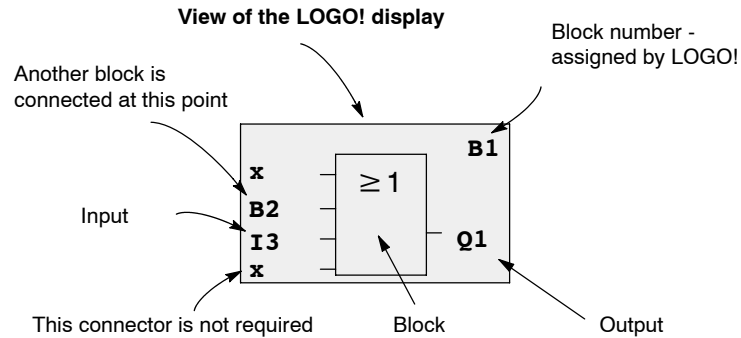 View of the LOGO! display
Block number -
assigned by LOGO!
Another block is
connected at this point
B1
x
≥1
B2
Input
I3
Q1
x
This connector is not required
Block
Output